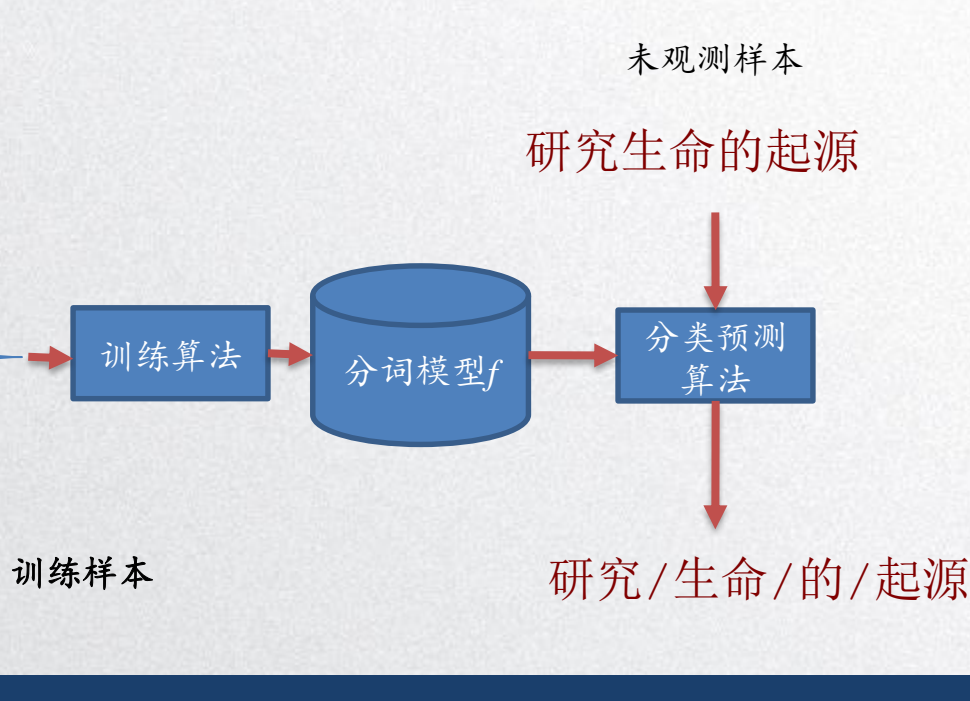 未观测样本
研究生命的起源
训练算法
分词模型f
分类预测
算法
训练样本
研究/生命/的/起源